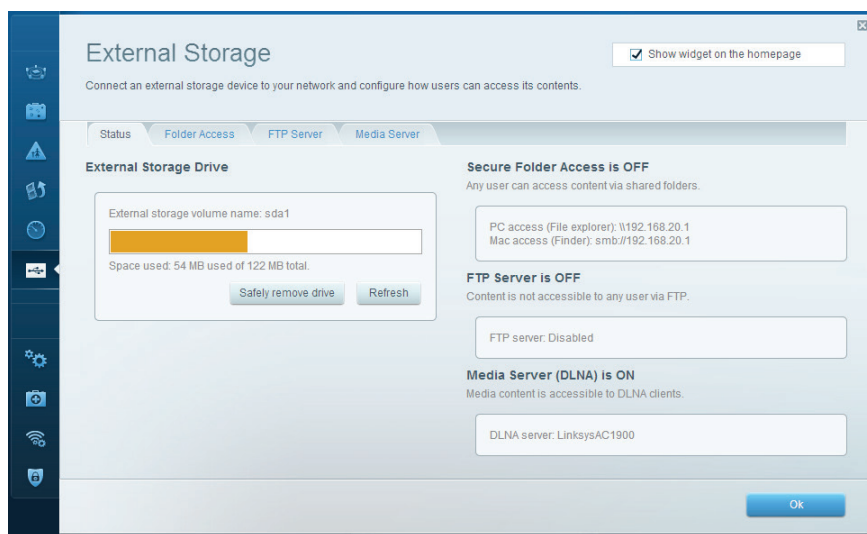 External Storage
Show widget on the homepage
Connect an external storage device to your network and configure how users can access its contents.
Status
Folder Access
FTP Server
Media Server
External Storage Drive
External storage volume name: sda1
Space used: 54 MB used of 122 MB total.
Safely remove drive
Refresh
Secure Folder Access is OFF
Any user can access content via shared folders.
PC access (File explorer): \\192.168.20.1
Mac access (Finder): smb://192.168.20.1
FTP Server is OFF
Content is not accessible to any user via FTP.
FTP server: Disabled
Media Server (DLNA) is ON
Media content is accessible to DLNA clients.
DLNA server: LinksysAC1900
Ok